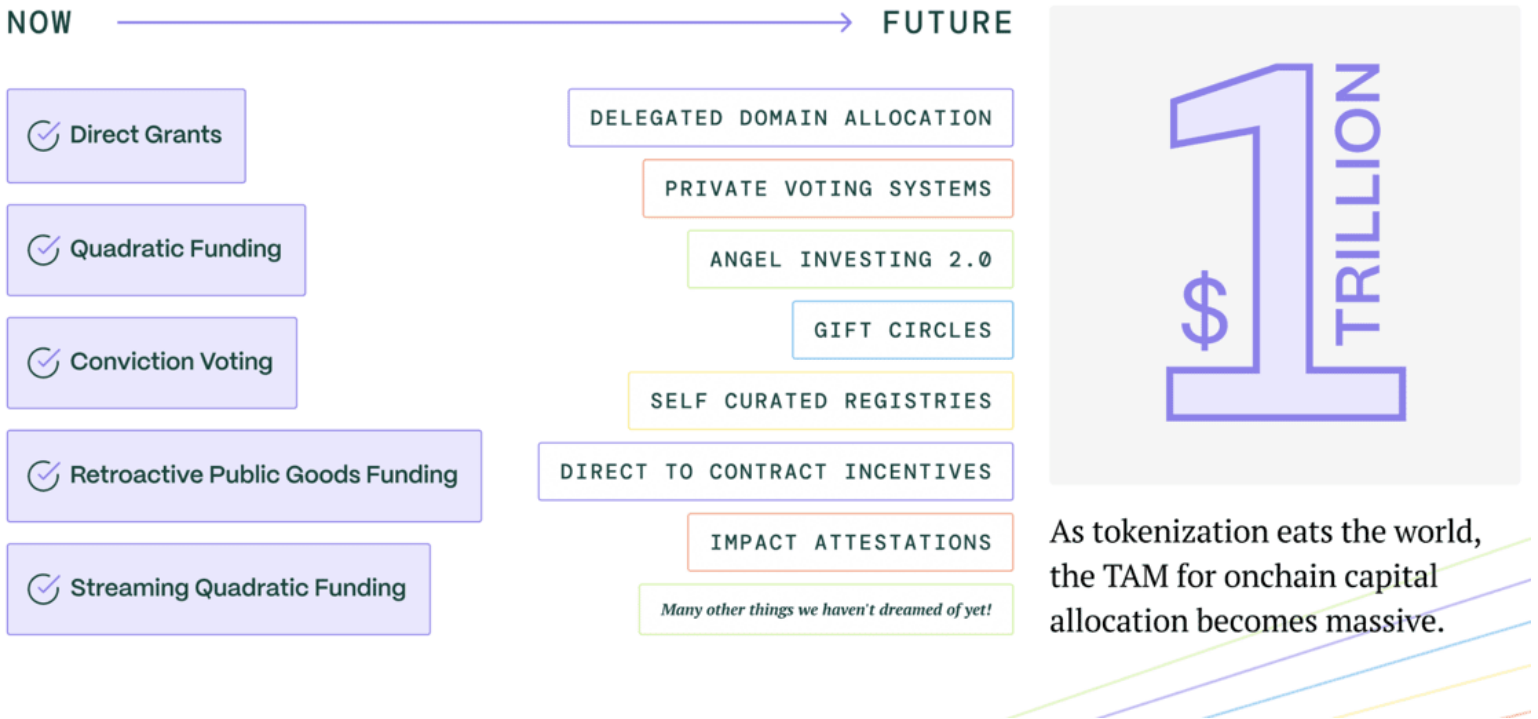 NOW
FUTURE
Direct Grants
Quadratic Funding
Conviction Voting
Retroactive Public Goods Funding
Streaming Quadratic Funding
DELEGATED DOMAIN ALLOCATION
PRIVATE VOTING SYSTEMS
ANGEL INVESTING 2.0
GIFT CIRCLES
SELF CURATED REGISTRIES
DIRECT TO CONTRACT INCENTIVES
IMPACT ATTESTATIONS
Many other things we haven't dreamed of yet!
$1 TRILLION
As tokenization eats the world,
the TAM for onchain capital
allocation becomes massive.